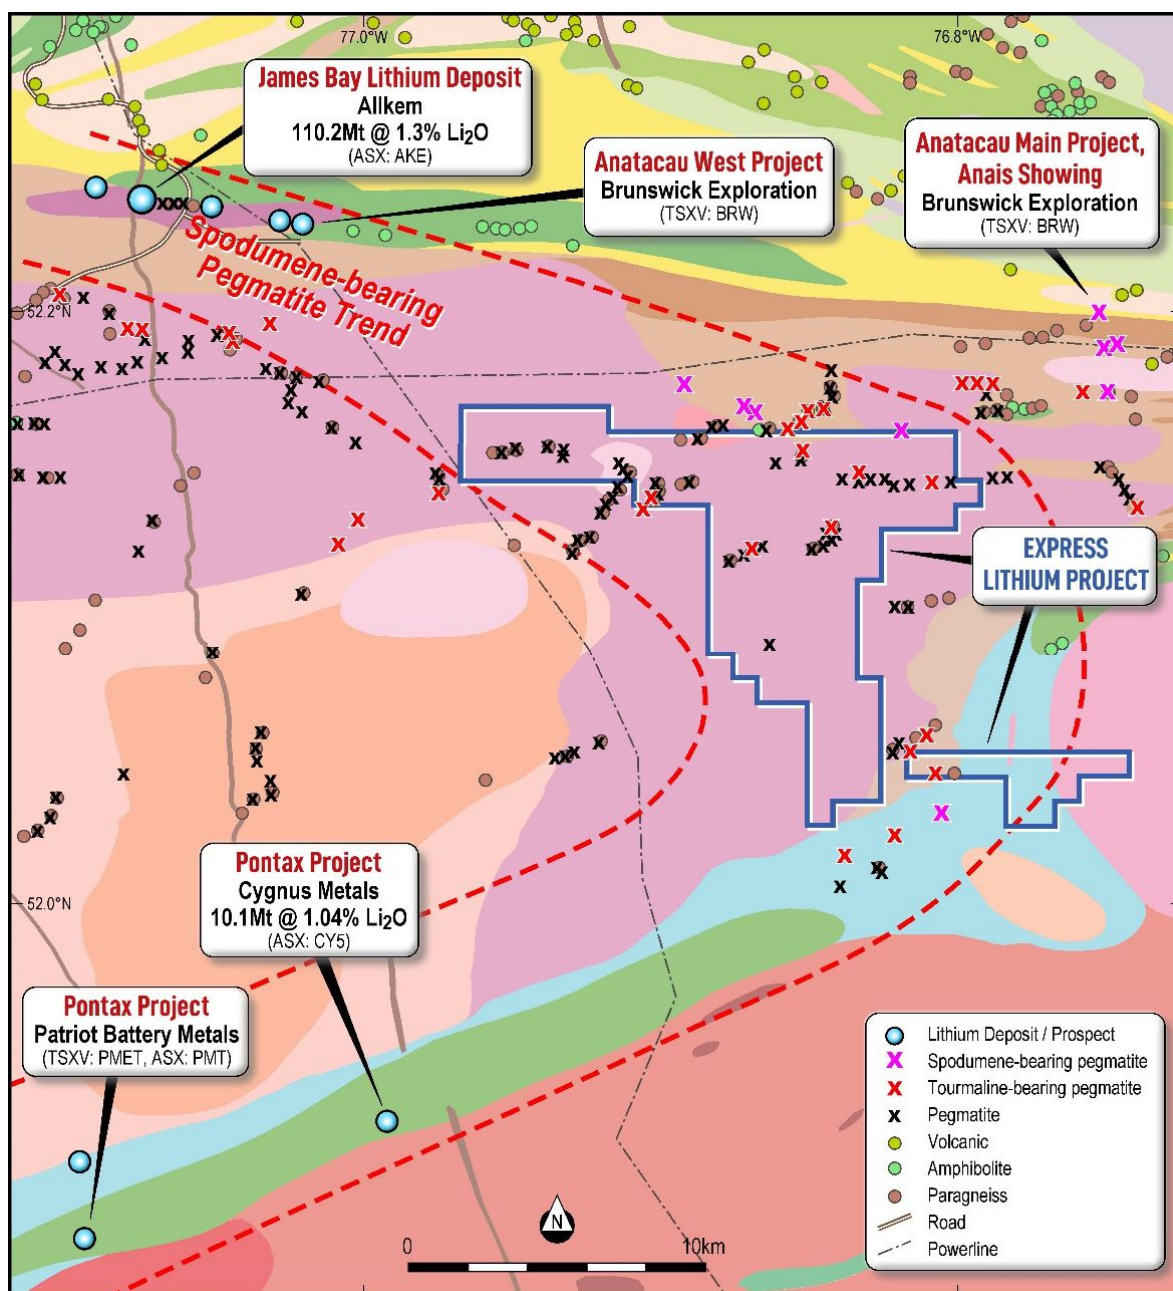 77.0°W
76.8°W
James Bay Lithium Deposit
Allkem
110.2Mt @ 1.3% Li₂O
(ASX: AKE)
Anatacau West Project
Brunswick Exploration
(TSXV: BRW)
Anatacau Main Project,
Anais Showing
Brunswick Exploration
(TSXV: BRW)
Spodumene-bearing
Pegmatite Trend
52.2°N
EXPRESS
LITHIUM PROJECT
Pontax Project
Cygnus Metals
10.1Mt @ 1.04% Li₂O
(ASX: CY5)
52.0°N
Pontax Project
Patriot Battery Metals
(TSXV: PMET, ASX: PMT)
Lithium Deposit / Prospect
X Spodumene-bearing pegmatite
X Tourmaline-bearing pegmatite
x Pegmatite
Volcanic
Amphibolite
Paragneiss
Road
Powerline
N
0 10km